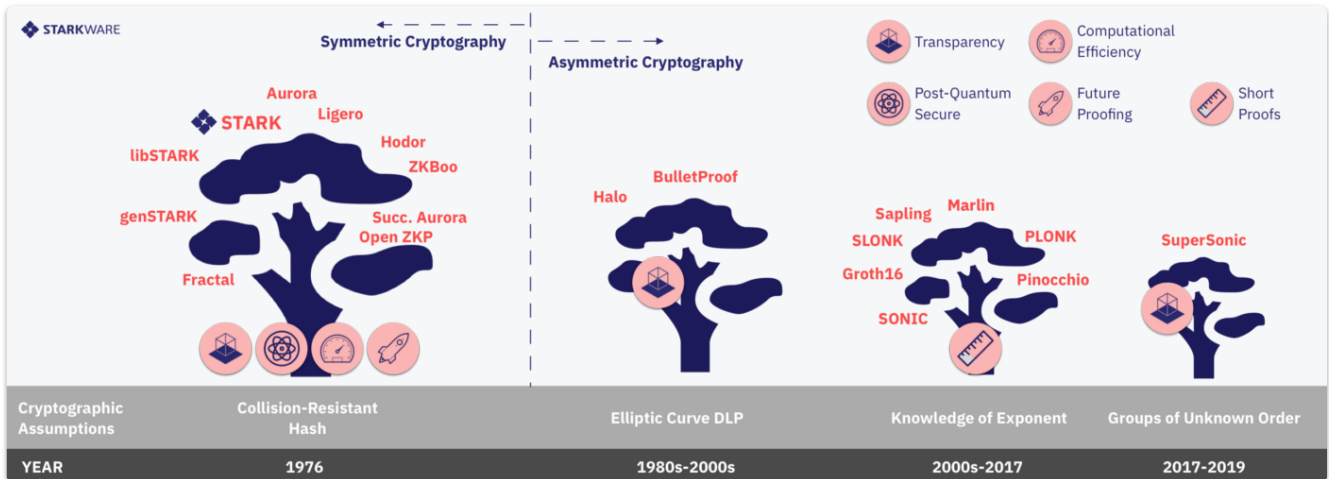 STARKWARE
Symmetric Cryptography
Asymmetric Cryptography
Transparency
Computational
Efficiency
Post-Quantum
Secure
Future
Proofing
Short
Proofs
Aurora
Ligero
STARK
Hodor
libSTARK
ZKBoo
genSTARK
Succ. Aurora
Open ZKP
Fractal
BulletProof
Halo
Marlin
Sapling
SLONK
PLONK
Groth16
Pinocchio
SONIC
SuperSonic
Cryptographic
Assumptions
Collision-Resistant
Hash
Elliptic Curve DLP
Knowledge of Exponent
Groups of Unknown Order
YEAR
1976
1980s-2000s
2000s-2017
2017-2019